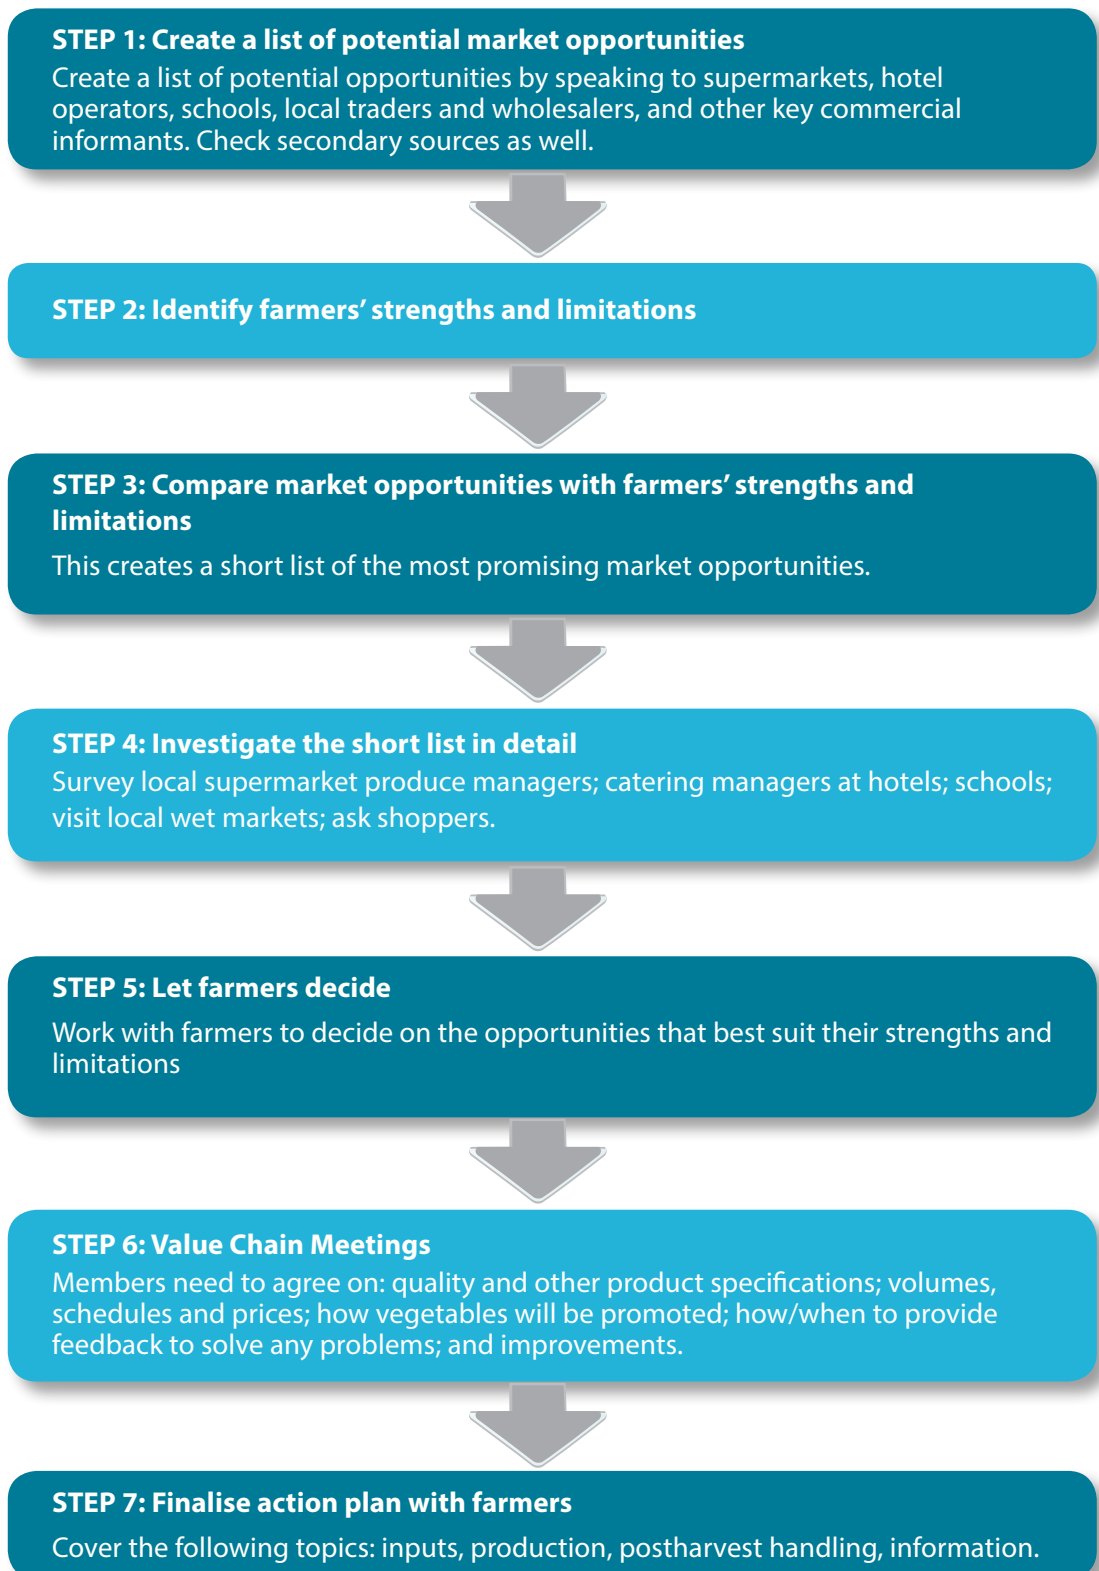 STEP 1: Create a list of potential market opportunities
Create a list of potential opportunities by speaking to supermarkets, hotel
operators, schools, local traders and wholesalers, and other key commercial
informants. Check secondary sources as well.
STEP 2: Identify farmers’ strengths and limitations
STEP 3: Compare market opportunities with farmers’ strengths and
limitations
This creates a short list of the most promising market opportunities.
STEP 4: Investigate the short list in detail
Survey local supermarket produce managers; catering managers at hotels; schools;
visit local wet markets; ask shoppers.
STEP 5: Let farmers decide
Work with farmers to decide on the opportunities that best suit their strengths and
limitations
STEP 6: Value Chain Meetings
Members need to agree on: quality and other product specifications; volumes,
schedules and prices; how vegetables will be promoted; how/when to provide
feedback to solve any problems; and improvements.
STEP 7: Finalise action plan with farmers
Cover the following topics: inputs, production, postharvest handling, information.